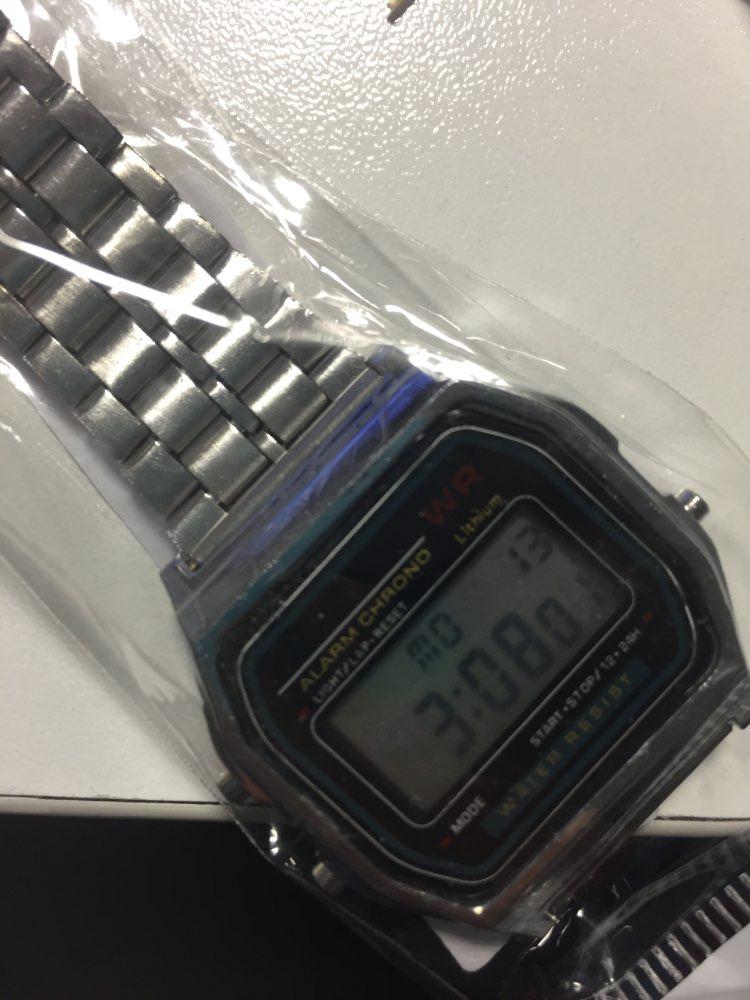 WR
Lithium
ALARM CHRONO
LIGHT/LAP•RESET
MO 13
3:08
START•STOP/12•24H
WATER RESIST
MODE